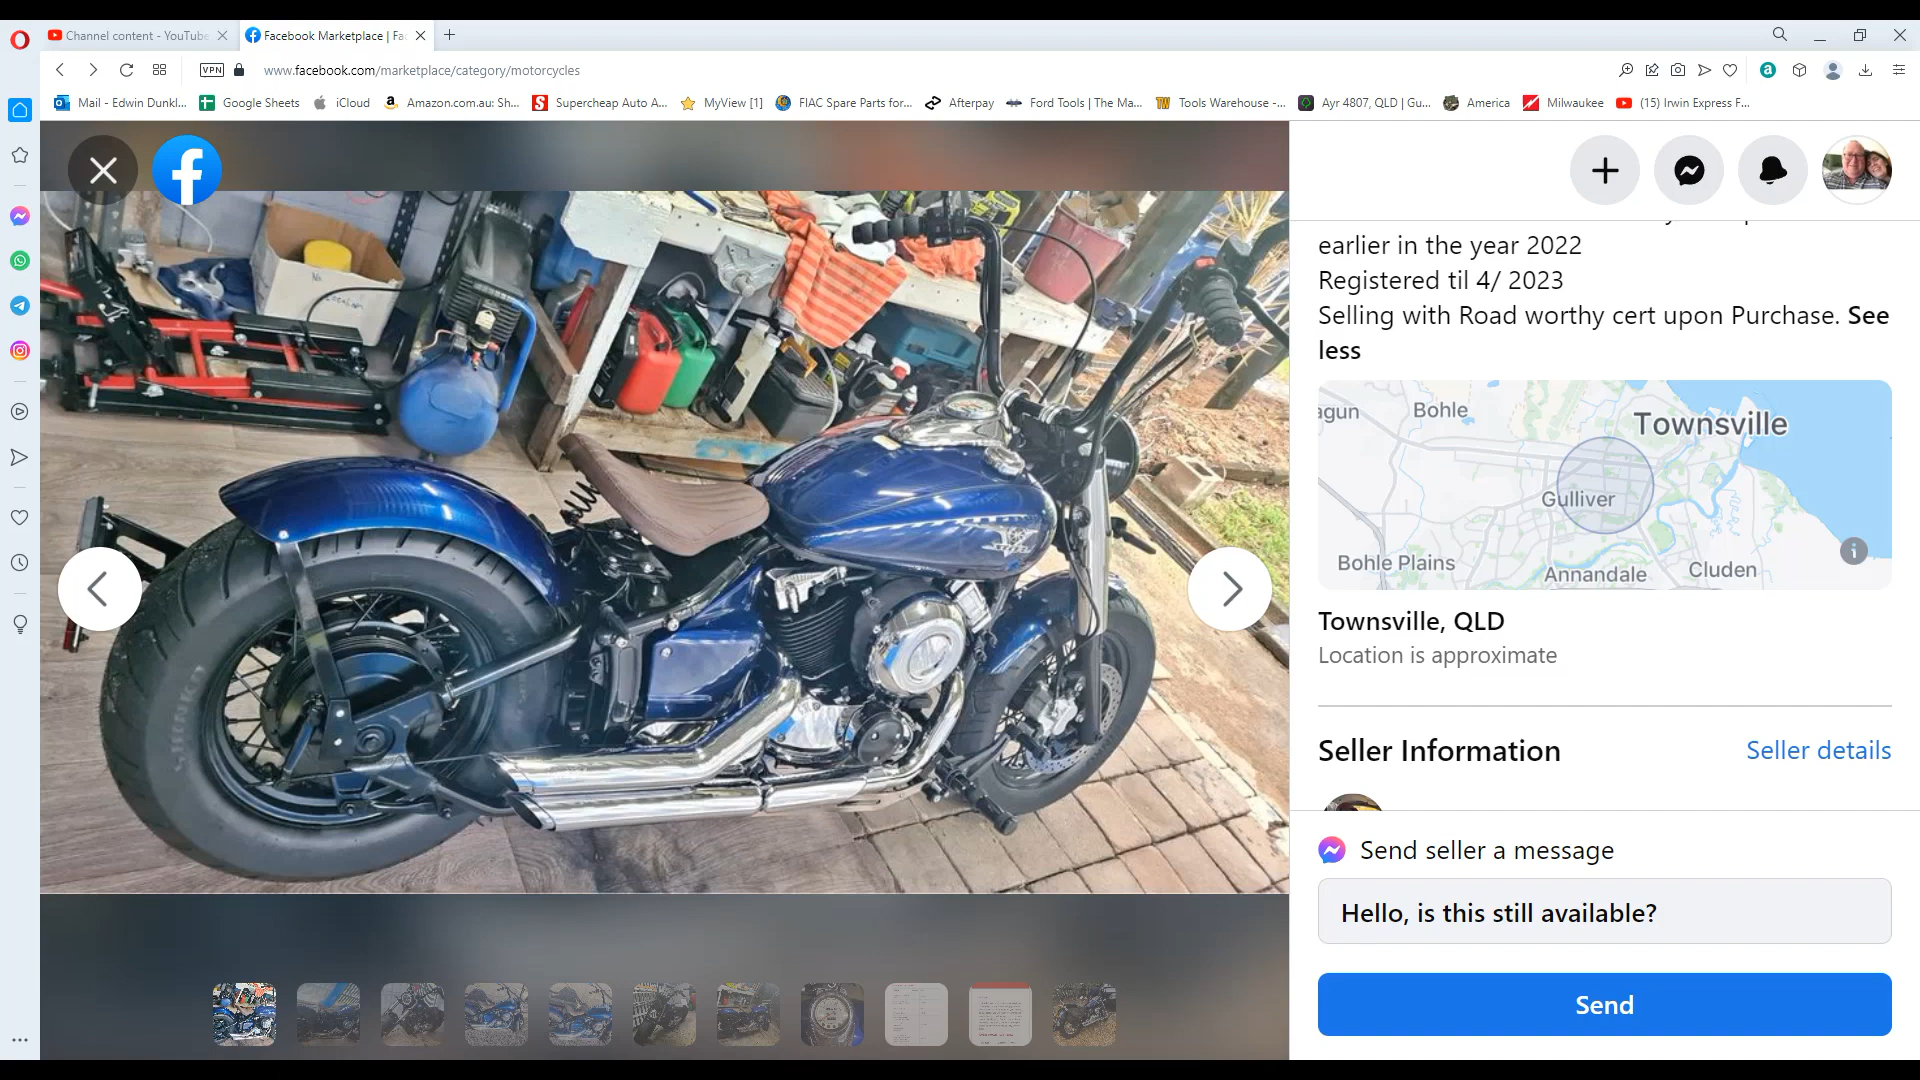 Channel content - YouTube
Facebook Marketplace | Fa
VPN
www.facebook.com/marketplace/category/motorcycles
Mail - Edwin Dunkl...
Google Sheets
iCloud
Amazon.com.au: Sh...
Supercheap Auto A...
MyView [1]
FIAC Spare Parts for...
Afterpay
Ford Tools | The Ma...
Tools Warehouse -...
Ayr 4807, QLD | Gu...
America
Milwaukee
(15) Irwin Express F...
earlier in the year 2022
Registered til 4/ 2023
Selling with Road worthy cert upon Purchase. See
less
agun
Bohle
Townsville
Gulliver
Bohle Plains
Annandale
Cluden
Townsville, QLD
Location is approximate
Seller Information
Seller details
Send seller a message
Hello, is this still available?
Send
SHINKO